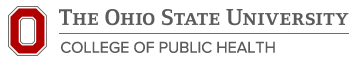 The Ohio State University
COLLEGE OF PUBLIC HEALTH